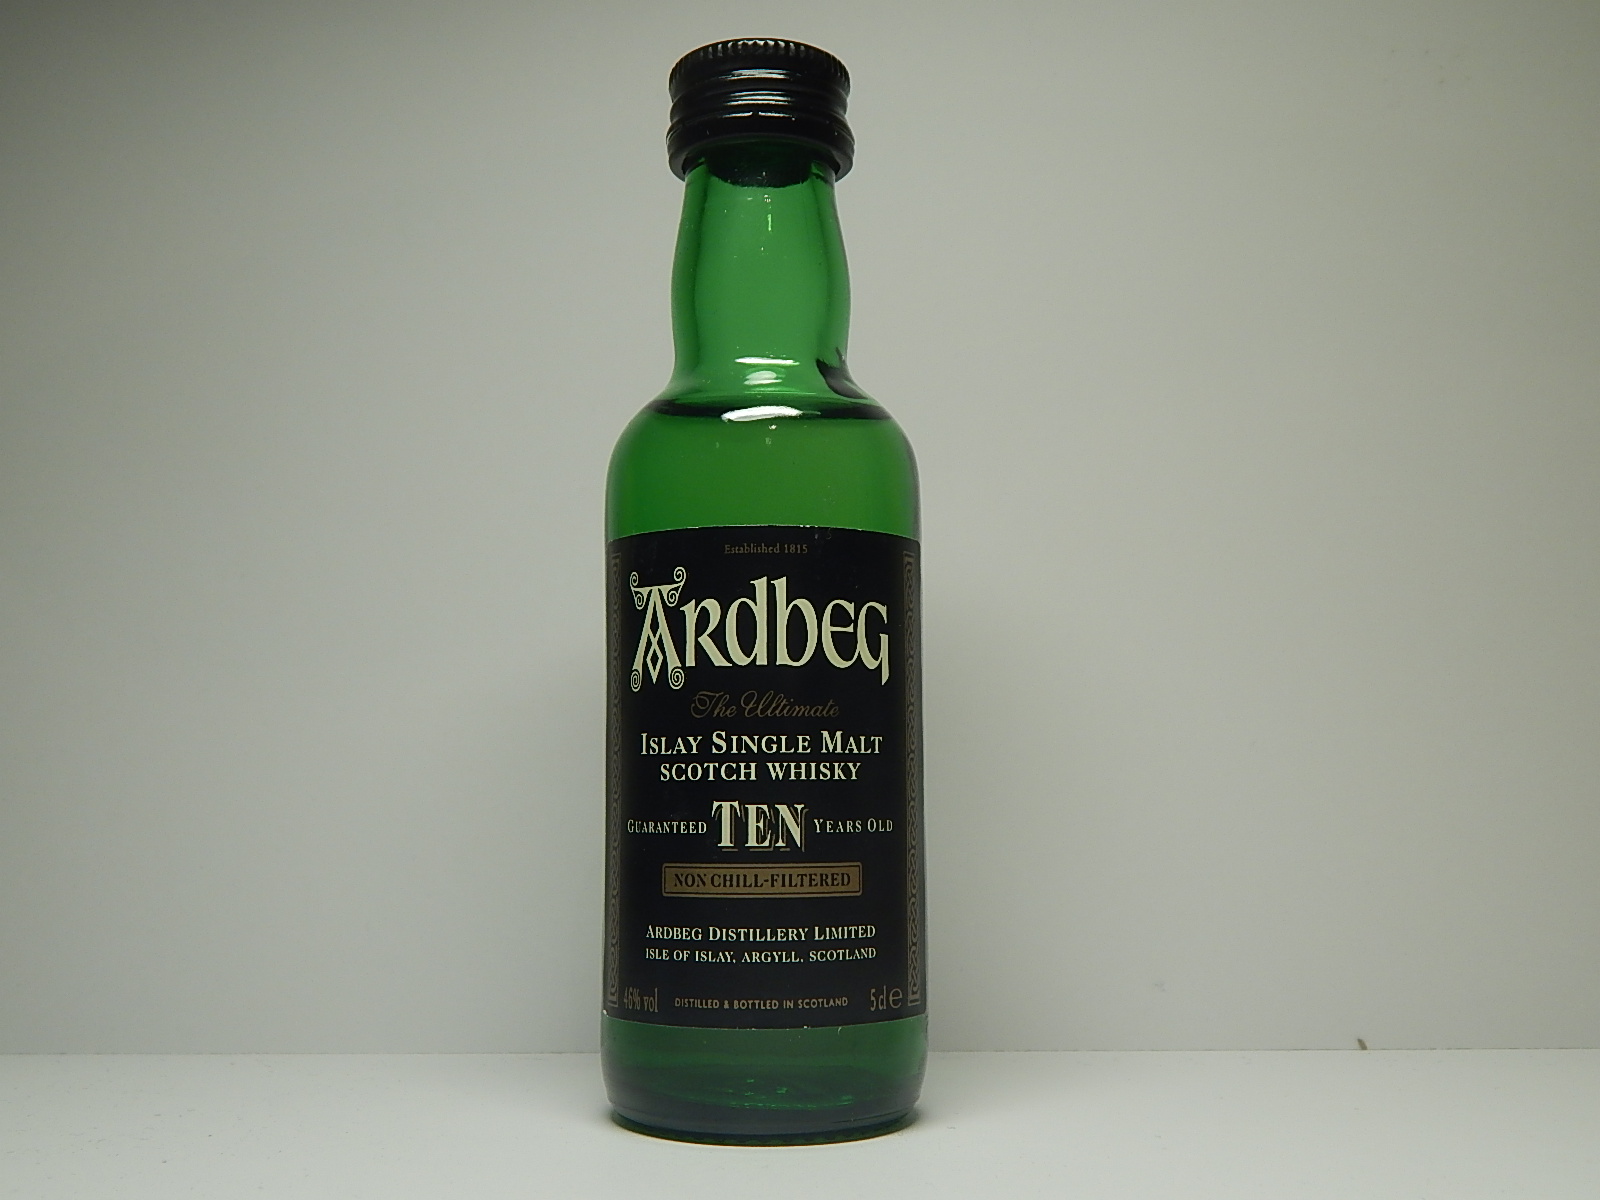 Established 1815
ARdbEG
The Ultimate
ISLAY SINGLE MALT
SCOTCH WHISKY
GUARANTEED TEN YEARS OLD
NON CHILL-FILTERED
ARDBEG DISTILLERY LIMITED
ISLE OF ISLAY, ARGYLL, SCOTLAND
46% vol DISTILLED & BOTTLED IN SCOTLAND 5cl e